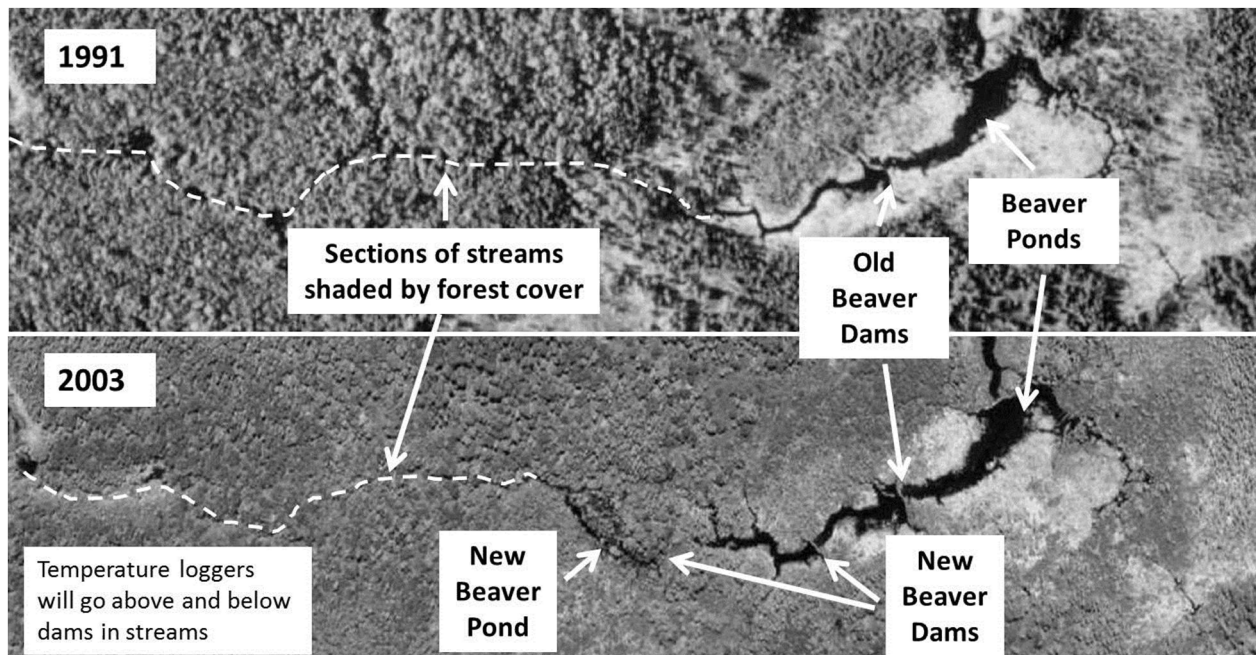 1991
Sections of streams
shaded by forest cover
Old
Beaver
Dams
Beaver
Ponds
2003
Temperature loggers
will go above and below
dams in streams
New
Beaver
Pond
New
Beaver
Dams